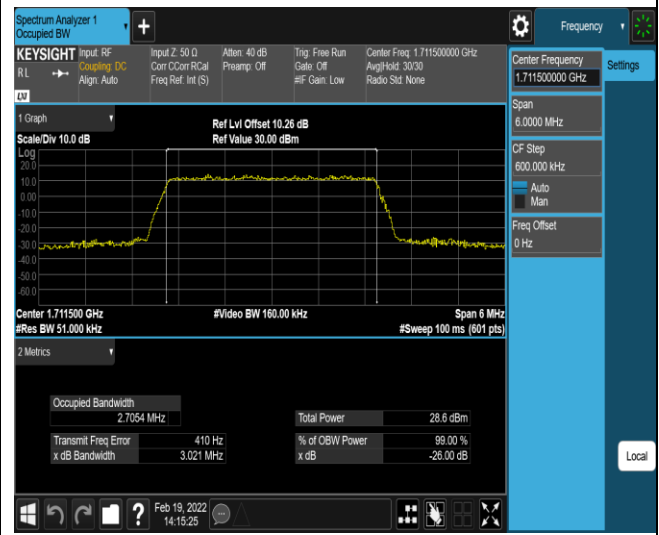 Spectrum Analyzer 1
Occupied BW
Frequency
KEYSIGHT
RL
LXI
Input: RF
Coupling: DC
Align: Auto
Input Z: 50 Ω
Corr CCorr RCal
Freq Ref: Int (S)
Atten: 40 dB
Preamp: Off
Trig: Free Run
Gate: Off
#IF Gain: Low
Center Freq: 1.711500000 GHz
Avg|Hold: 30/30
Radio Std: None
Center Frequency
1.711500000 GHz
Settings
Span
6.0000 MHz
CF Step
600.000 kHz
Auto
Man
Freq Offset
0 Hz
1 Graph
Scale/Div 10.0 dB
Ref Lvl Offset 10.26 dB
Ref Value 30.00 dBm
Log
20.0
10.0
0.00
-10.0
-20.0
-30.0
-40.0
-50.0
-60.0
Center 1.711500 GHz
#Video BW 160.00 kHz
Span 6 MHz
#Res BW 51.000 kHz
#Sweep 100 ms (601 pts)
2 Metrics
Occupied Bandwidth
2.7054 MHz
Total Power 28.6 dBm
Transmit Freq Error 410 Hz
% of OBW Power 99.00 %
x dB Bandwidth 3.021 MHz
x dB -26.00 dB
Local
Feb 19, 2022
14:15:25